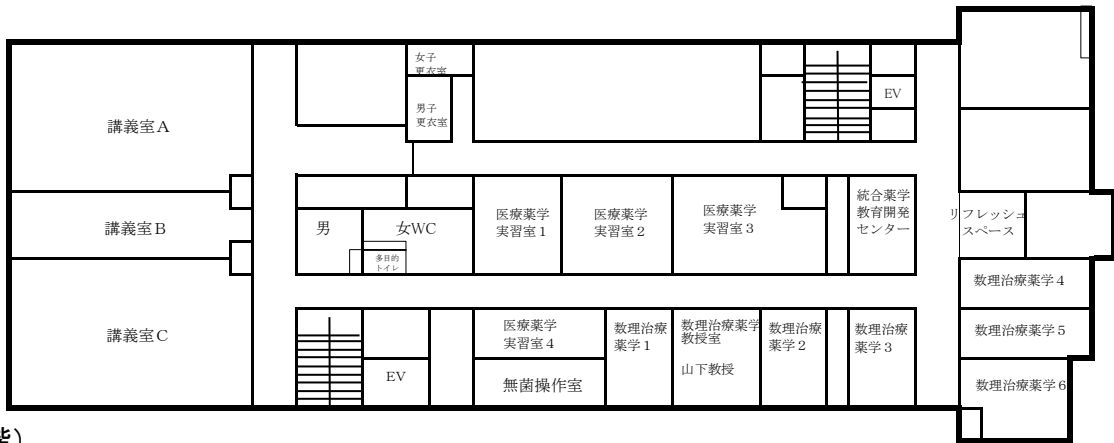 女子
更衣室
男子
更衣室
EV
講義室A
講義室B
講義室C
男
女WC
多目的
トイレ
医療薬学
実習室1
医療薬学
実習室2
医療薬学
実習室3
統合薬学
教育開発
センター
リフレッシュ
スペース
数理治療薬学4
数理治療薬学5
数理治療薬学6
EV
医療薬学
実習室4
無菌操作室
数理治療
薬学1
数理治療薬学
教授室
山下教授
数理治療
薬学2
数理治療
薬学3
階）